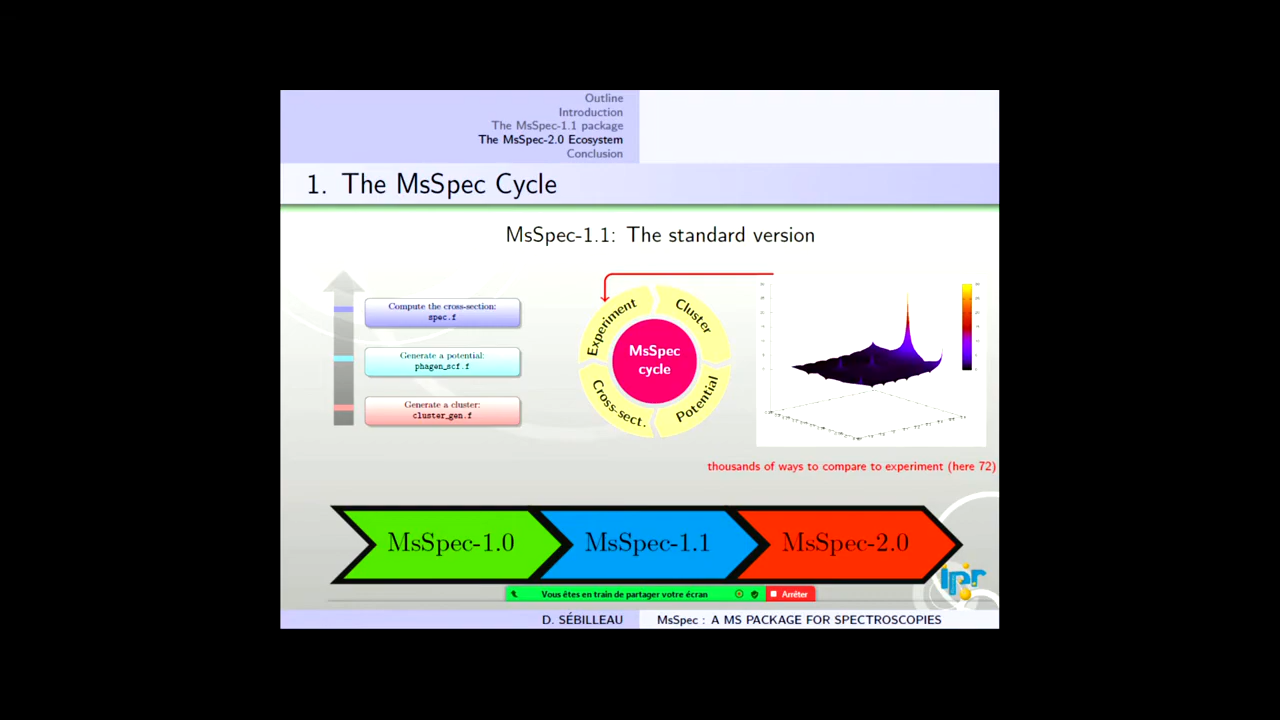 Outline
Introduction
The MsSpec-1.1 package
The MsSpec-2.0 Ecosystem
Conclusion
1. The MsSpec Cycle
MsSpec-1.1: The standard version
Compute the cross-section:
spec.f
Generate a potential:
phagen_scf.f
Generate a cluster:
cluster_gen.f
Experiment
Cluster
MsSpec
cycle
Cross-sect.
Potential
thousands of ways to compare to experiment (here 72)
MsSpec-1.0
MsSpec-1.1
MsSpec-2.0
ipr
Vous êtes en train de partager votre écran
Arrêter
D. SÉBILLEAU
MsSpec : A MS PACKAGE FOR SPECTROSCOPIES